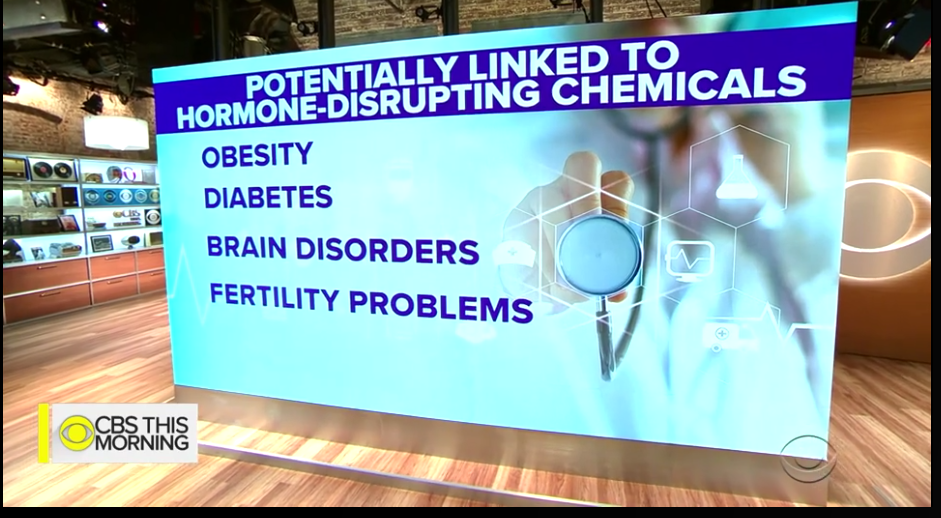 POTENTIALLY LINKED TO
HORMONE-DISRUPTING CHEMICALS
OBESITY
DIABETES
BRAIN DISORDERS
FERTILITY PROBLEMS
CBS THIS
MORNING